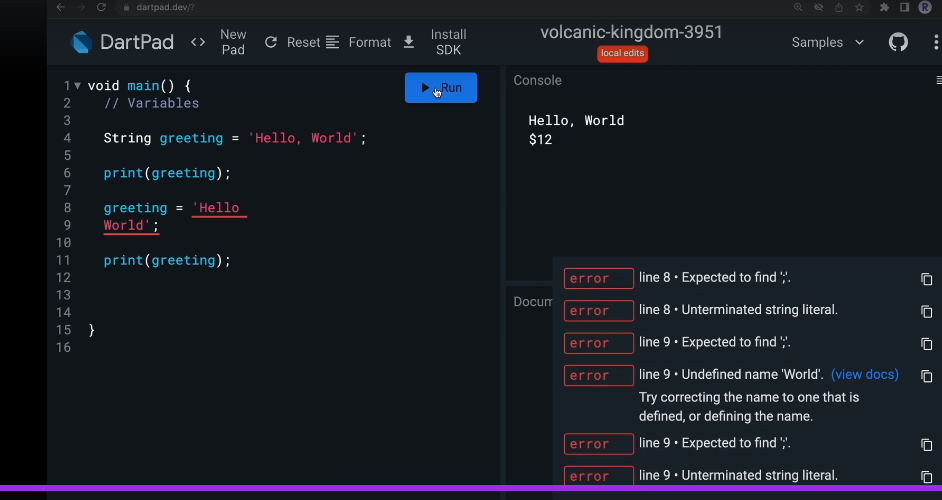 dartpad.dev/?
R
DartPad
<> New Pad
Reset
Format
Install SDK
volcanic-kingdom-3951
local edits
Samples
Run
Console
1 void main() {
2 // Variables
3
4 String greeting = 'Hello, World';
5
6 print(greeting);
7
8 greeting = 'Hello
9 World';
10
11 print(greeting);
12
13
14
15 }
16
Hello, World
$12
Docum
error line 8 • Expected to find ';'.
error line 8 • Unterminated string literal.
error line 9 • Expected to find ';'.
error line 9 • Undefined name 'World'. (view docs)
Try correcting the name to one that is
defined, or defining the name.
error line 9 • Expected to find ';'.
error line 9 • Unterminated string literal.